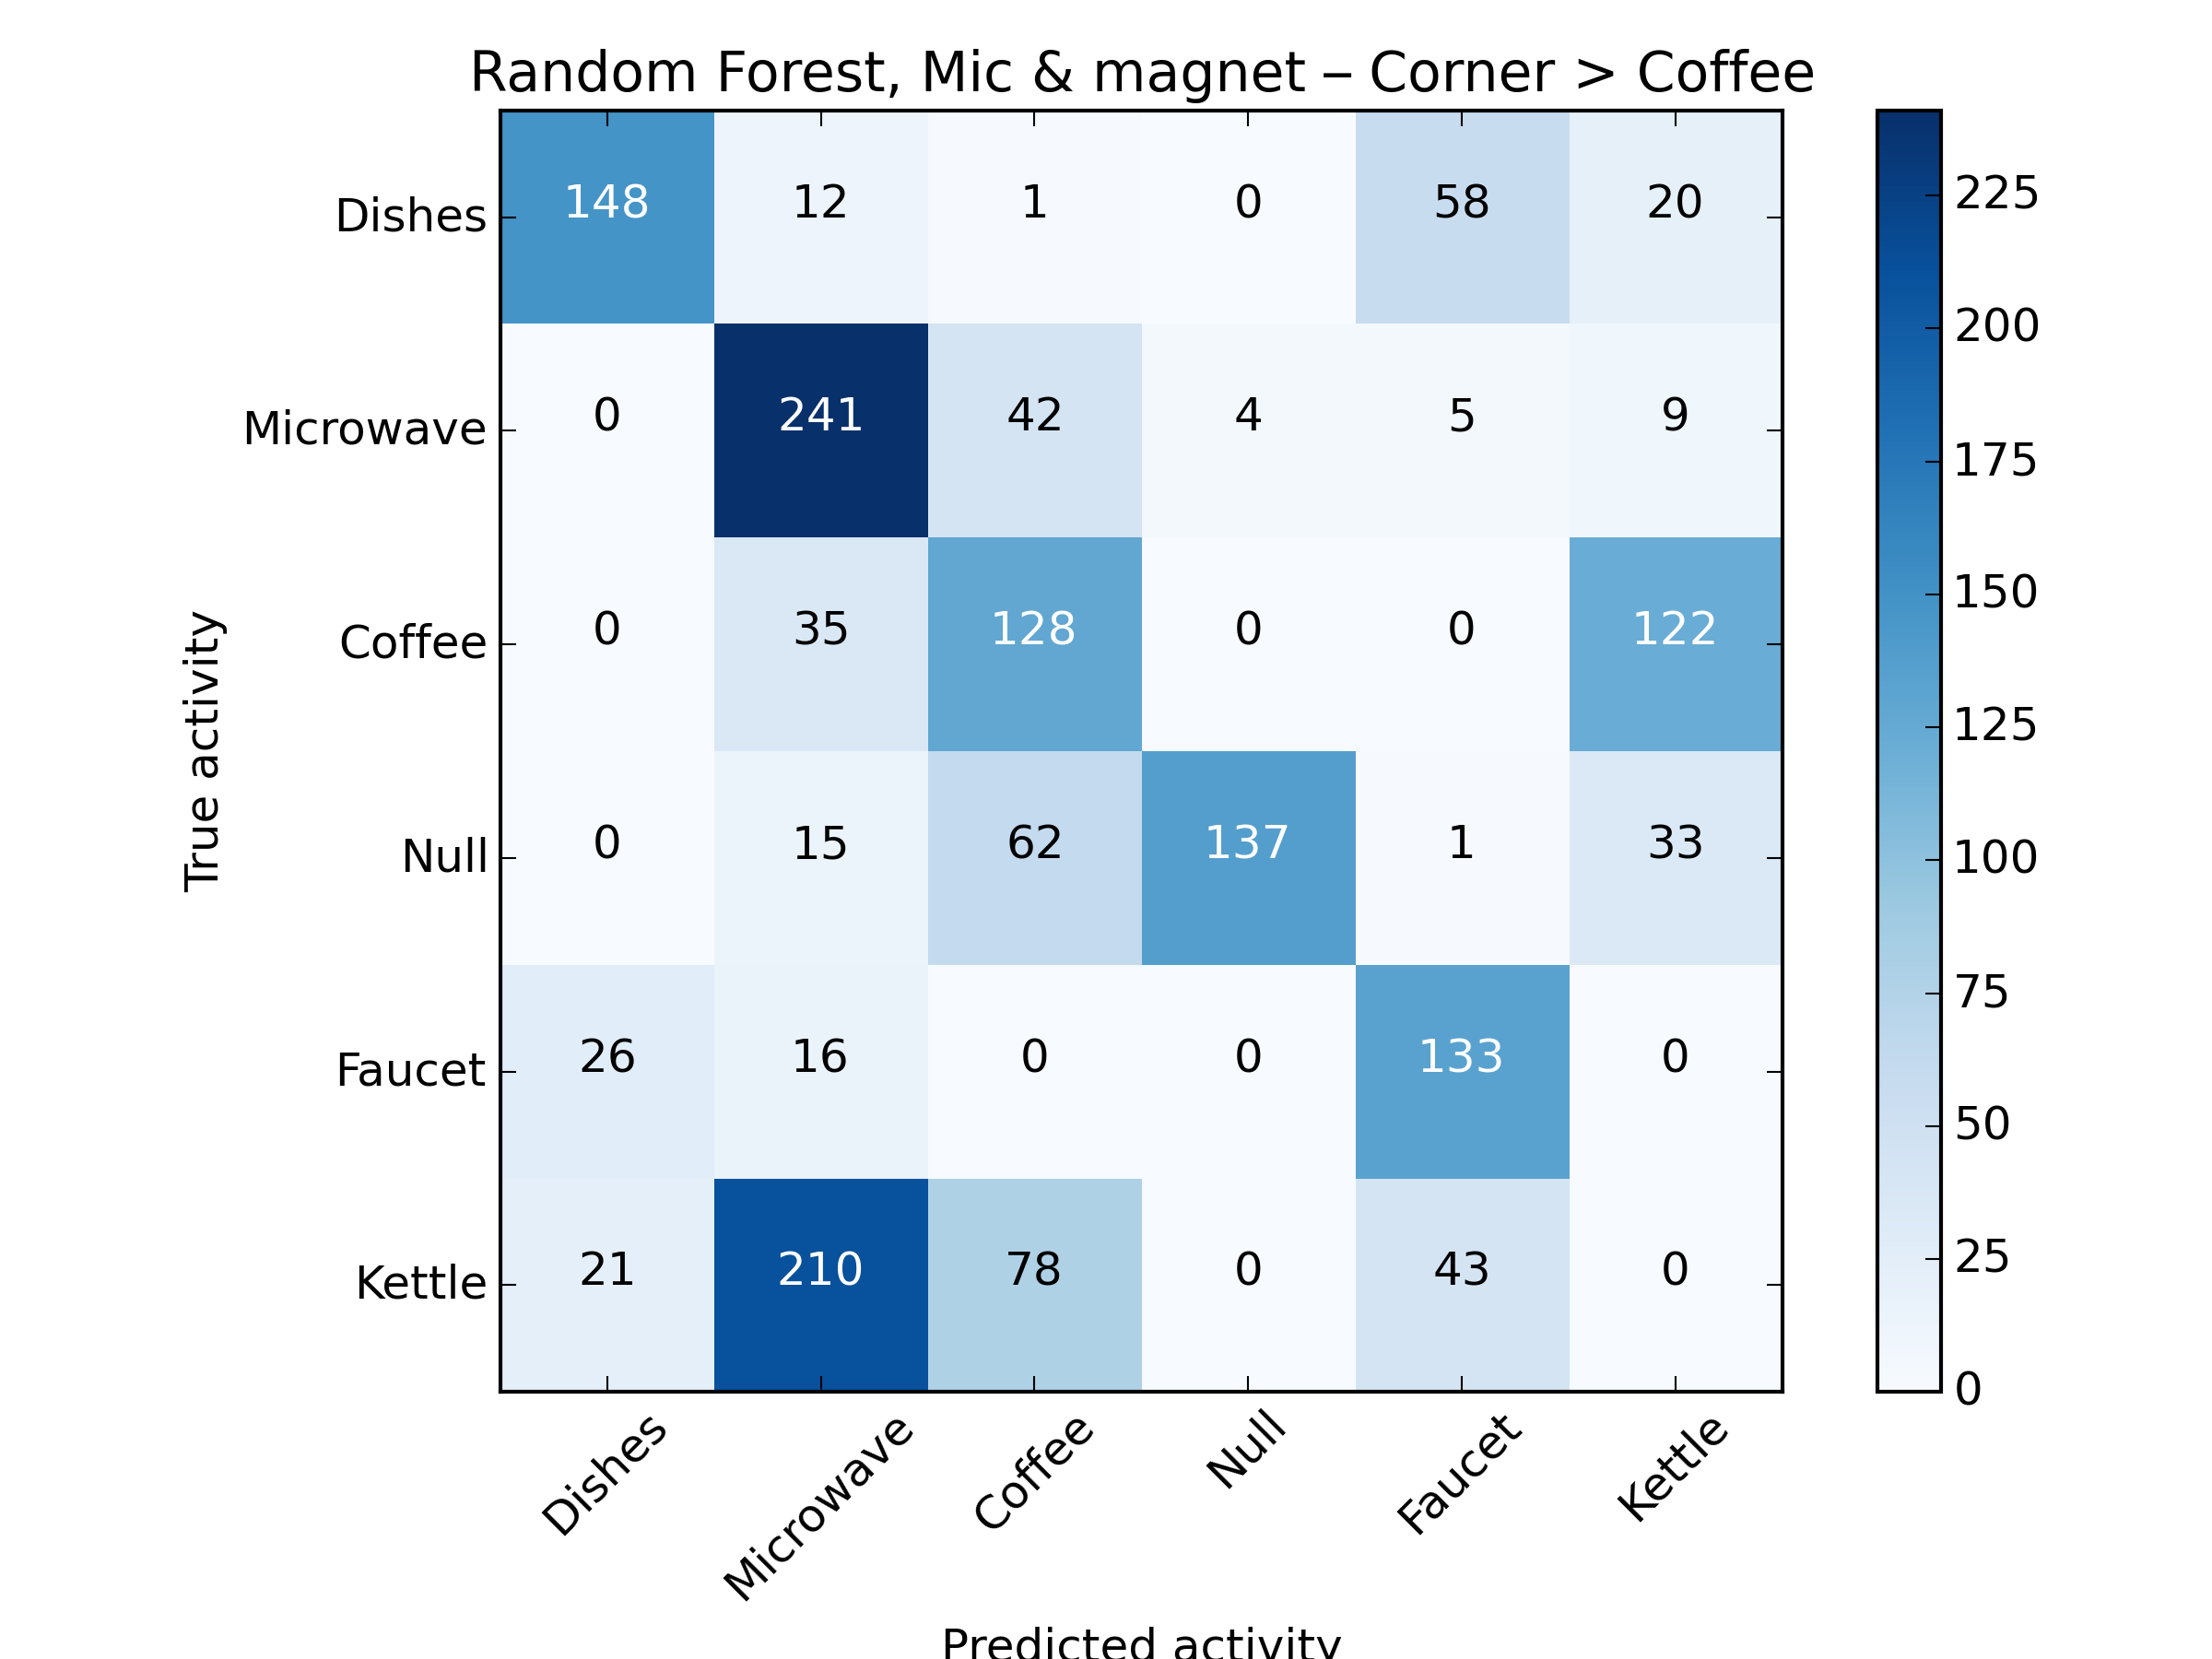 Random Forest, Mic & magnet – Corner > Coffee
True activity
Dishes 148 12 1 0 58 20
Microwave 0 241 42 4 5 9
Coffee 0 35 128 0 0 122
Null 0 15 62 137 1 33
Faucet 26 16 0 0 133 0
Kettle 21 210 78 0 43 0
Dishes Microwave Coffee Null Faucet Kettle
Predicted activity
225
200
175
150
125
100
75
50
25
0